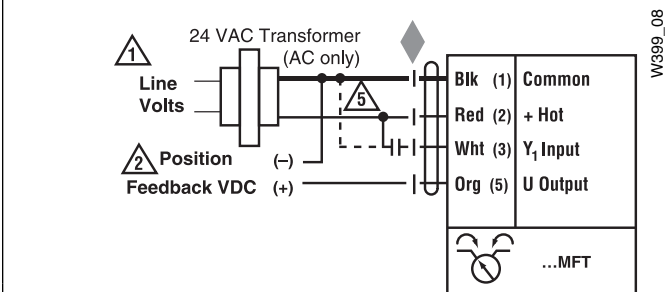 24 VAC Transformer
(AC only)
1
Line
Volts
5
2 Position (–)
Feedback VDC (+)
Blk (1) Common
Red (2) + Hot
Wht (3) Y1 Input
Org (5) U Output
...MFT
W399_08